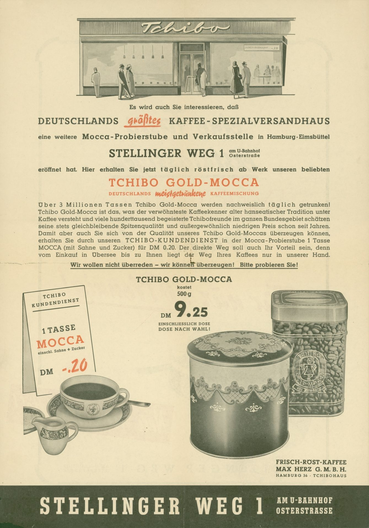 Tchibo
Es wird auch Sie interessieren, daß
DEUTSCHLANDS größtes KAFFEE-SPEZIALVERSANDHAUS
eine weitere Mocca-Probierstube und Verkaufsstelle in Hamburg-Eimsbüttel
STELLINGER WEG 1 am U-Bahnhof Osterstraße
eröffnet hat. Hier erhalten Sie jetzt täglich röstfrisch ab Werk unseren beliebten
TCHIBO GOLD-MOCCA
DEUTSCHLANDS meistgetrunkene KAFFEEMISCHUNG
Über 3 Millionen Tassen Tchibo Gold-Mocca werden nachweislich täglich getrunken!
Tchibo Gold-Mocca ist das, was der verwöhnteste Kaffeekenner alter hanseatischer Tradition unter
Kaffee versteht und viele hunderttausend begeisterte Tchibofreunde im ganzen Bundesgebiet schätzen
seine stets gleichbleibende Spitzenqualität und außergewöhnlich niedrigen Preis schon seit Jahren.
Damit aber auch Sie sich von der Qualität unseres Tchibo Gold-Moccas überzeugen können,
erhalten Sie durch unseren TCHIBO-KUNDENDIENST in der Mocca-Probierstube 1 Tasse
MOCCA (mit Sahne und Zucker) für DM 0.20. Der direkte Weg soll auch Ihr Vorteil sein, denn
vom Einkauf in Übersee bis zu Ihnen liegt der Weg Ihres Kaffees nur in unserer Hand.
Wir wollen nicht überreden – wir können überzeugen! Bitte probieren Sie!
TCHIBO GOLD-MOCCA
kostet
500 g
DM 9.25
EINSCHLIESSLICH DOSE
DOSE NACH WAHL!
TCHIBO
KUNDENDIENST
1 TASSE
MOCCA
einschl. Sahne u. Zucker
DM -.20
FRISCH-RÖST-KAFFEE
MAX HERZ G.M.B.H.
HAMBURG 36 · TCHIBOHAUS
STELLINGER WEG 1 AM U-BAHNHOF
OSTERSTRASSE